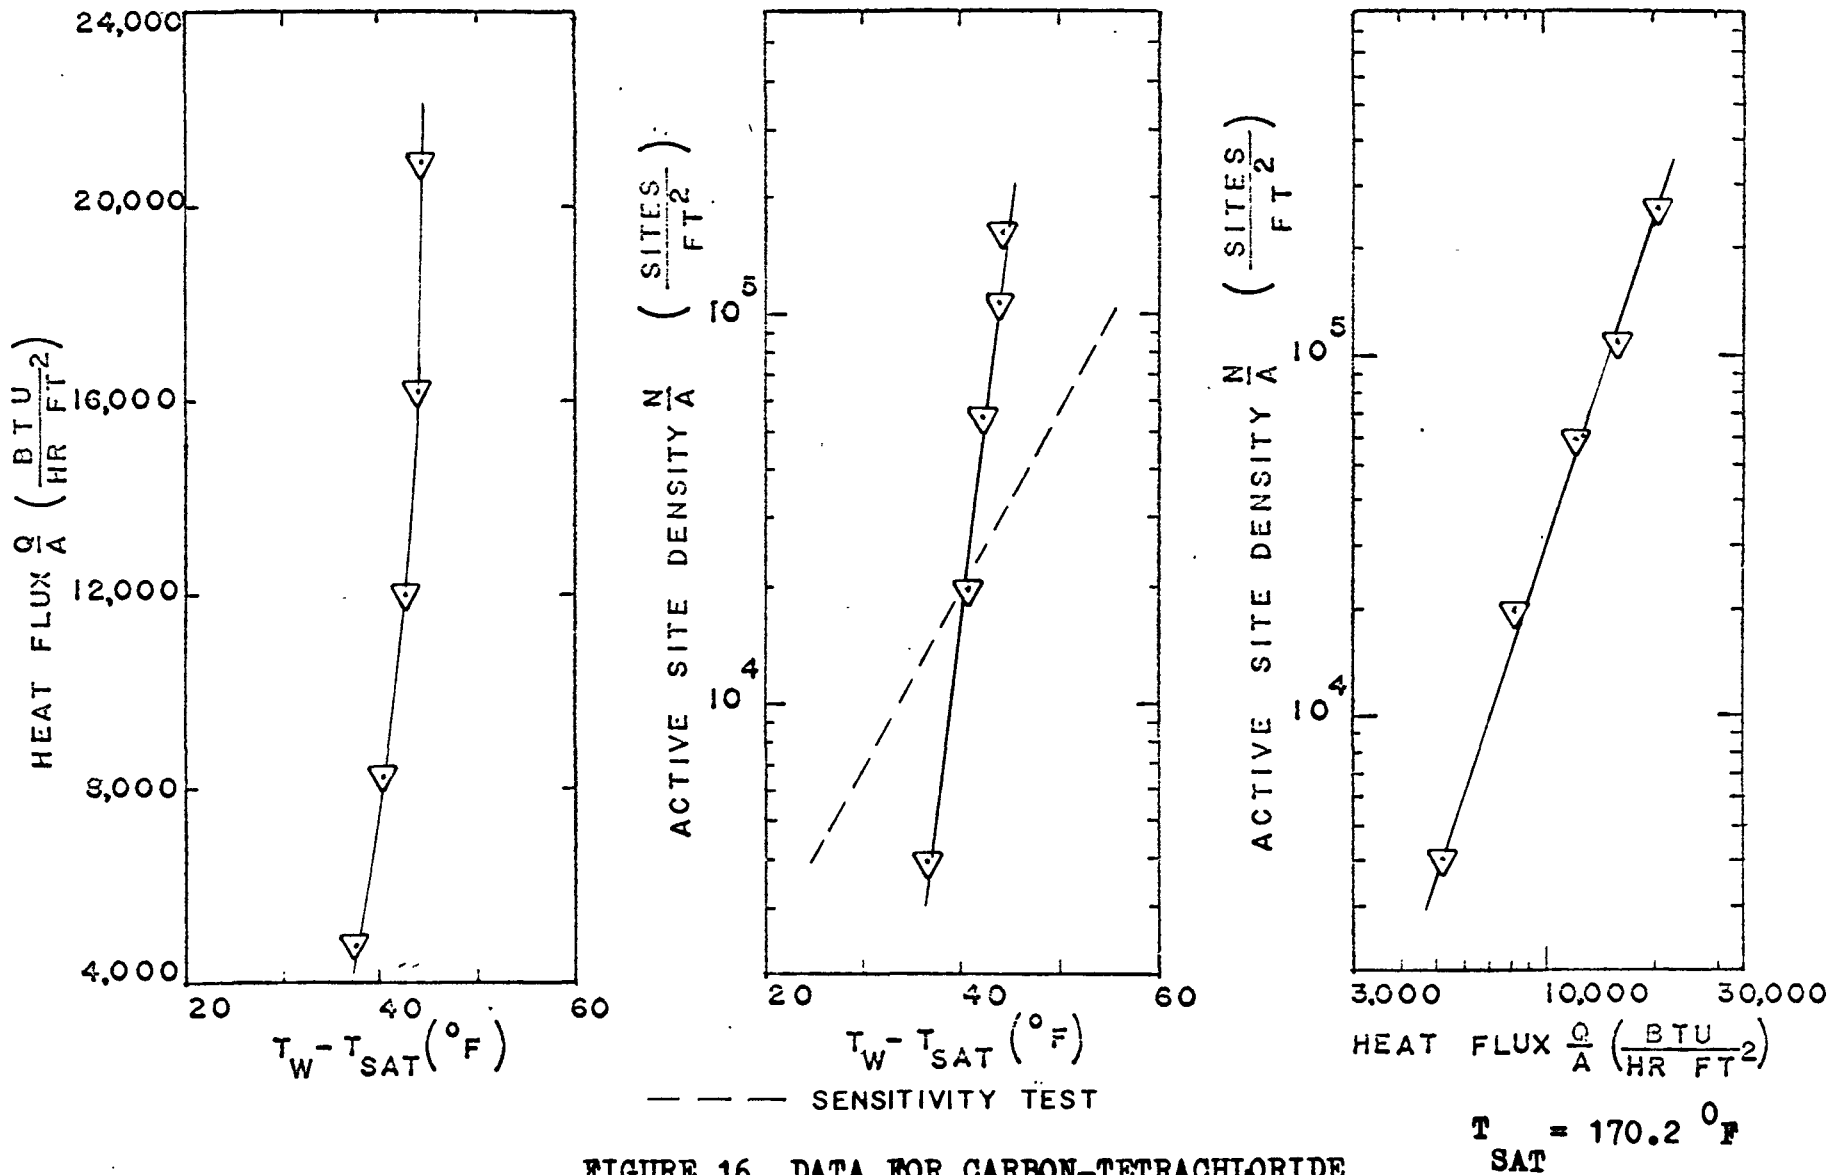 24,000
20,000
16,000
12,000
8,000
4,000
HEAT FLUX Q/A (BTU/HR FT²)
20 40 60
T_W - T_SAT (°F)
ACTIVE SITE DENSITY N/A (SITES/FT²)
10⁵
10⁴
20 40 60
T_W - T_SAT (°F)
ACTIVE SITE DENSITY N/A (SITES/FT²)
10⁵
10⁴
3,000 10,000 30,000
HEAT FLUX Q/A (BTU/HR FT²)
— — — SENSITIVITY TEST
T_SAT = 170.2 °F
FIGURE 16 DATA FOR CARBON-TETRACHLORIDE